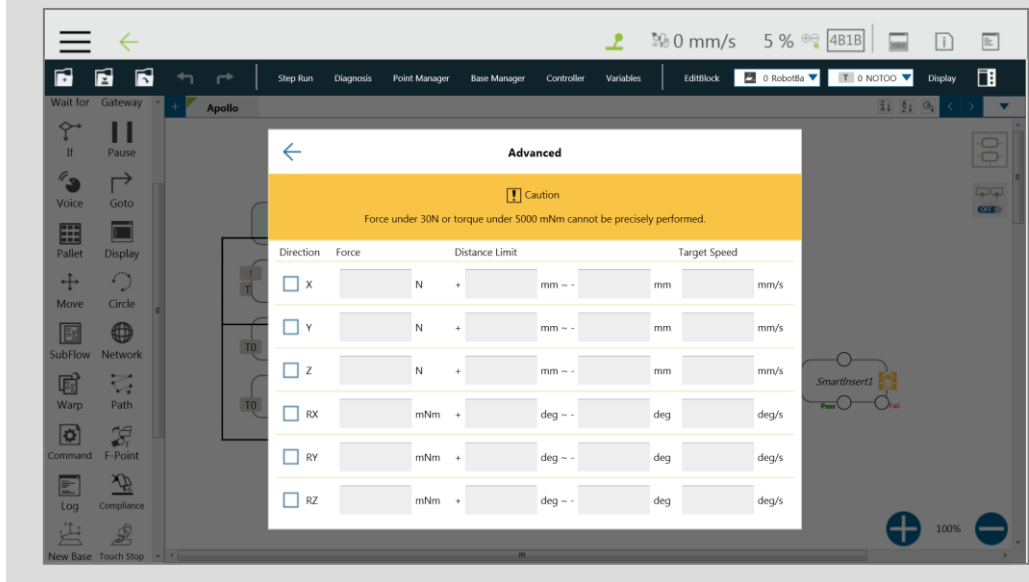 0 mm/s 5 % 4B1B
Step Run Diagnosis Point Manager Base Manager Controller Variables EditBlock 0 RobotBa T 0 NOTOO Display
Wait for Gateway + Apollo
If Pause
Voice Goto
Pallet Display
Move Circle
SubFlow Network
Warp Path
Command F-Point
Log Compliance
New Base Touch Stop
Advanced
Caution
Force under 30N or torque under 5000 mNm cannot be precisely performed.
Direction Force Distance Limit Target Speed
X N + mm ~ - mm mm/s
Y N + mm ~ - mm mm/s
Z N + mm ~ - mm mm/s
RX mNm + deg ~ - deg deg/s
RY mNm + deg ~ - deg deg/s
RZ mNm + deg ~ - deg deg/s
T
T0
T0
OFF
SmartInsert1
Pass Fail
100%